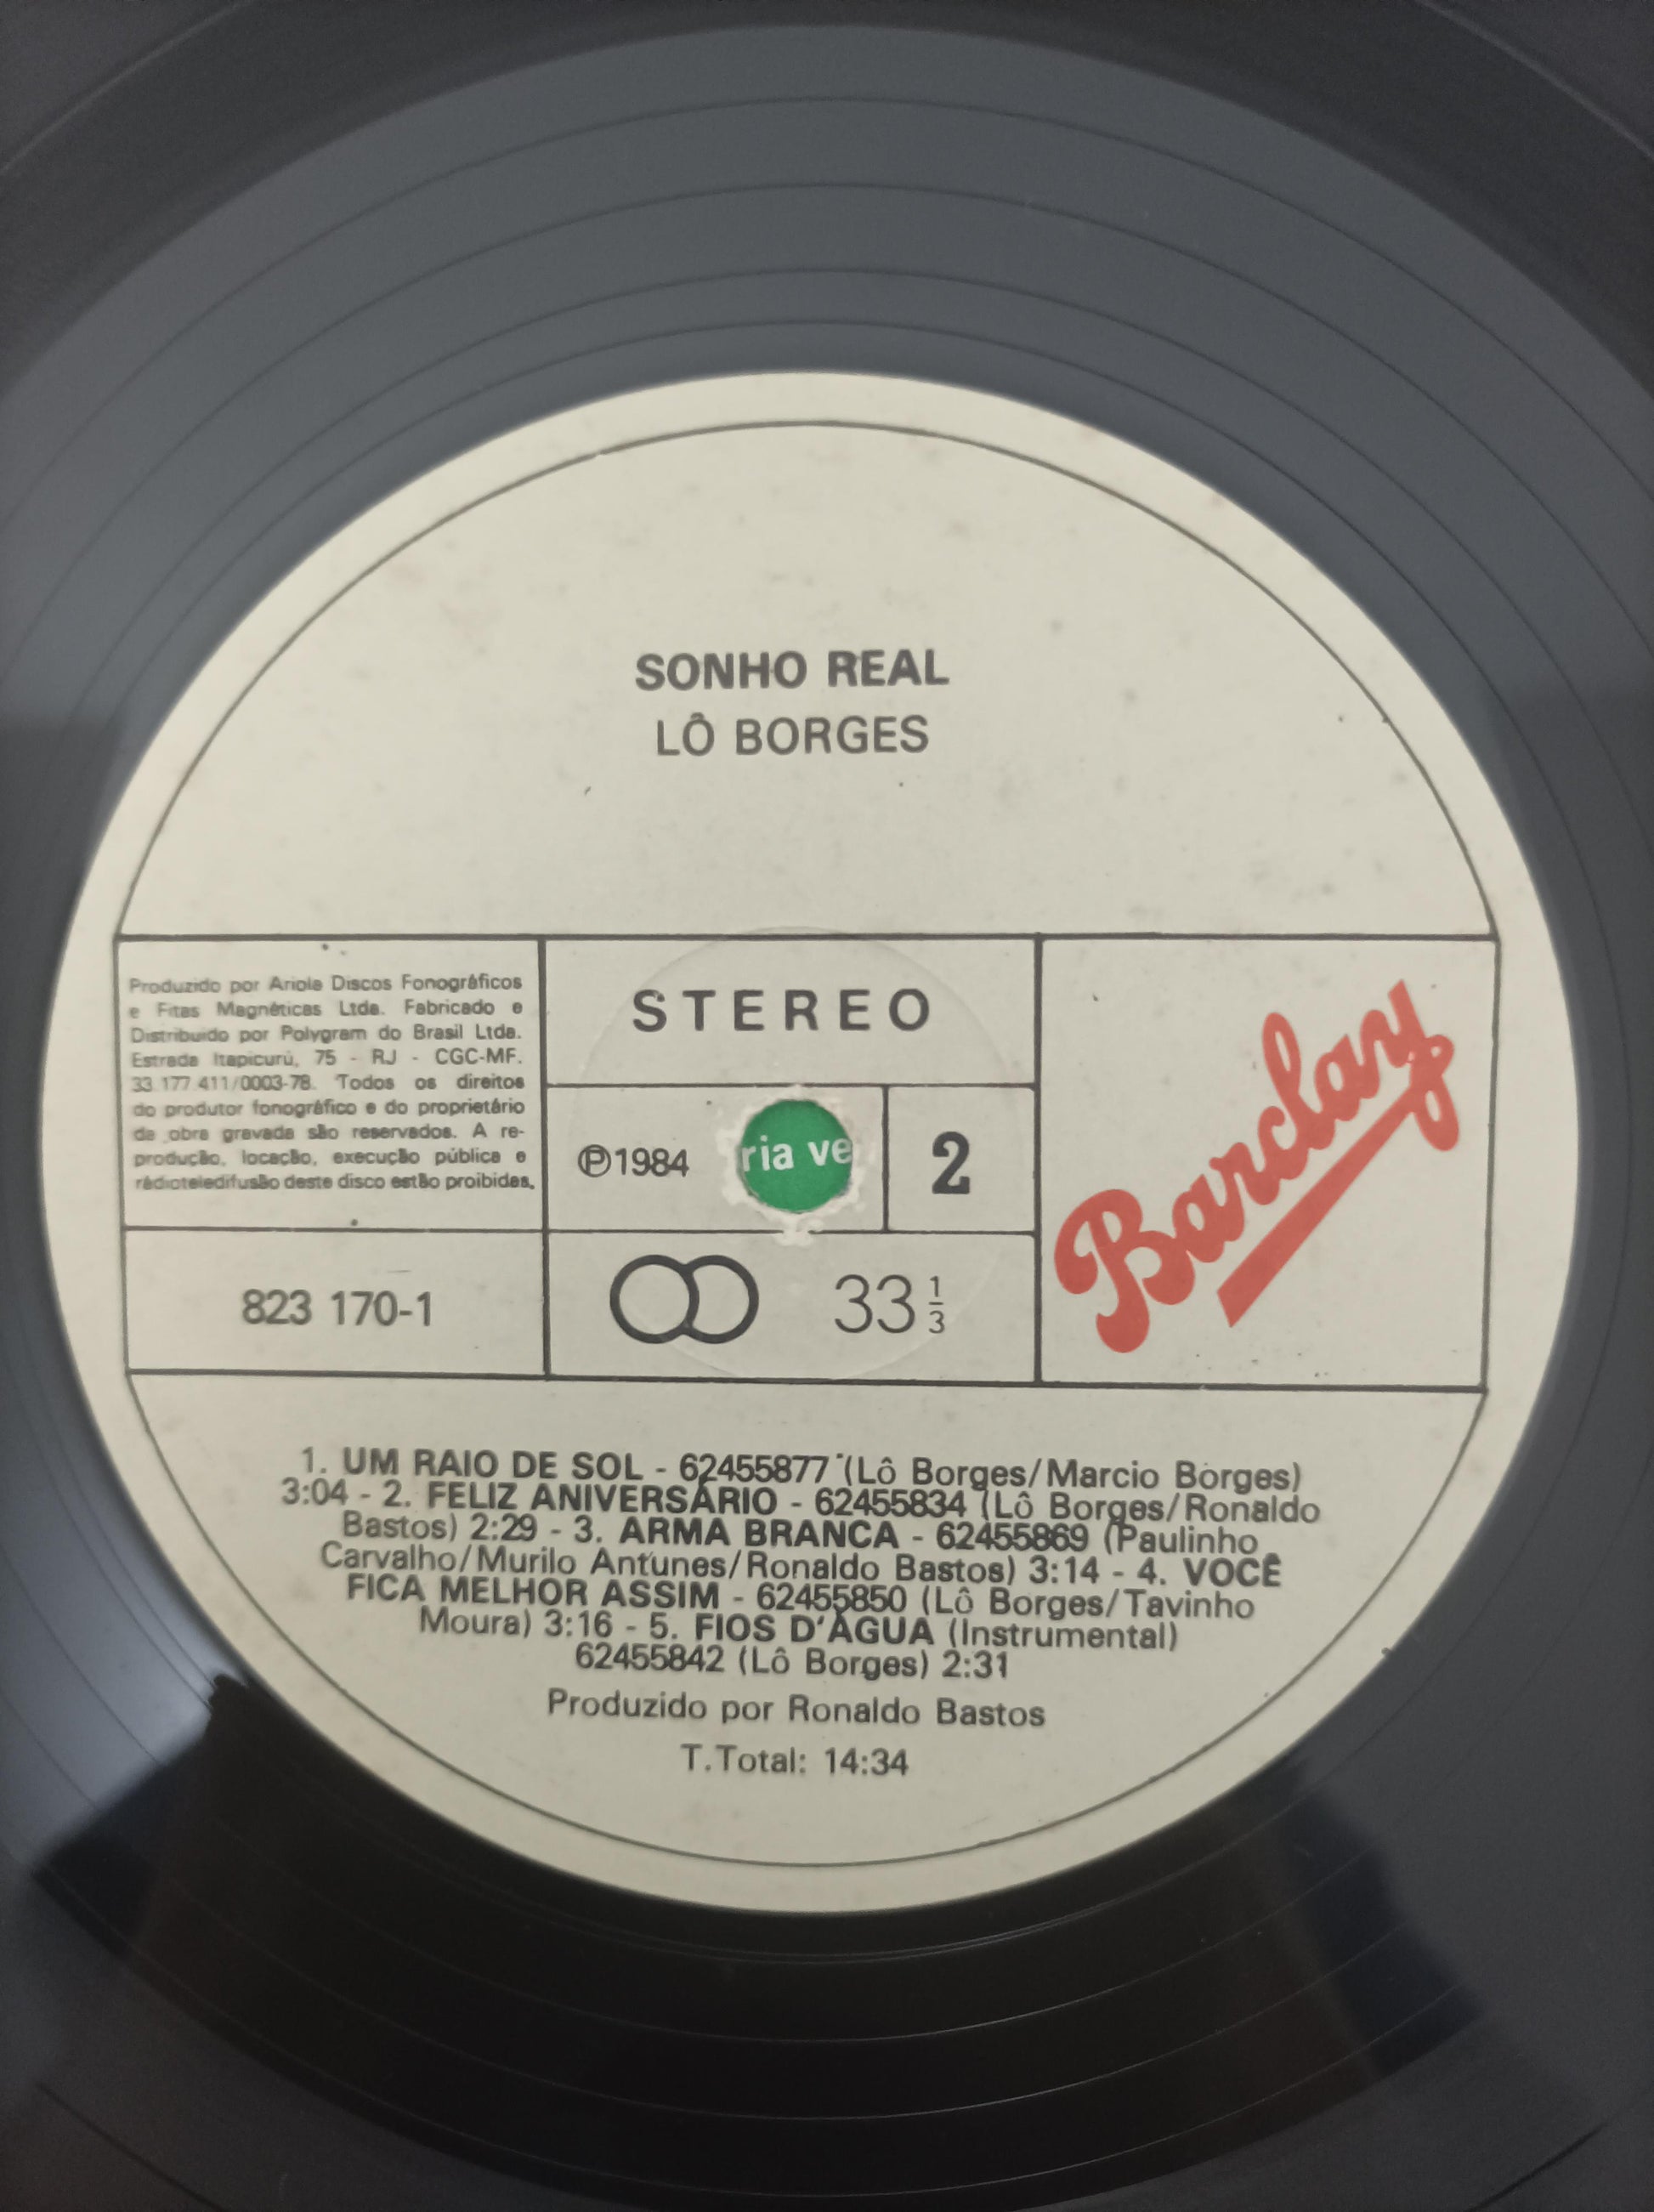 SONHO REAL
LÔ BORGES
Produzido por Ariola Discos Fonográficos
e Fitas Magnéticas Ltda. Fabricado e
Distribuido por Polygram do Brasil Ltda.
Estrada Itapicurú, 75 - RJ - CGC-MF.
33.177.411/0003-78. Todos os direitos
do produtor fonográfico e do proprietário
da obra gravada são reservados. A re-
produção, locação, execução pública e
rádioteledifusão deste disco estão proibidas.
STEREO
℗1984
ria ve
2
Barclay
823 170-1
33 1/3
1. UM RAIO DE SOL - 62455877 (Lô Borges/Marcio Borges)
3:04 - 2. FELIZ ANIVERSÁRIO - 62455834 (Lô Borges/Ronaldo
Bastos) 2:29 - 3. ARMA BRANCA - 62455869 (Paulinho
Carvalho/Murilo Antunes/Ronaldo Bastos) 3:14 - 4. VOCÊ
FICA MELHOR ASSIM - 62455850 (Lô Borges/Tavinho
Moura) 3:16 - 5. FIOS D'ÁGUA (Instrumental)
62455842 (Lô Borges) 2:31
Produzido por Ronaldo Bastos
T.Total: 14:34